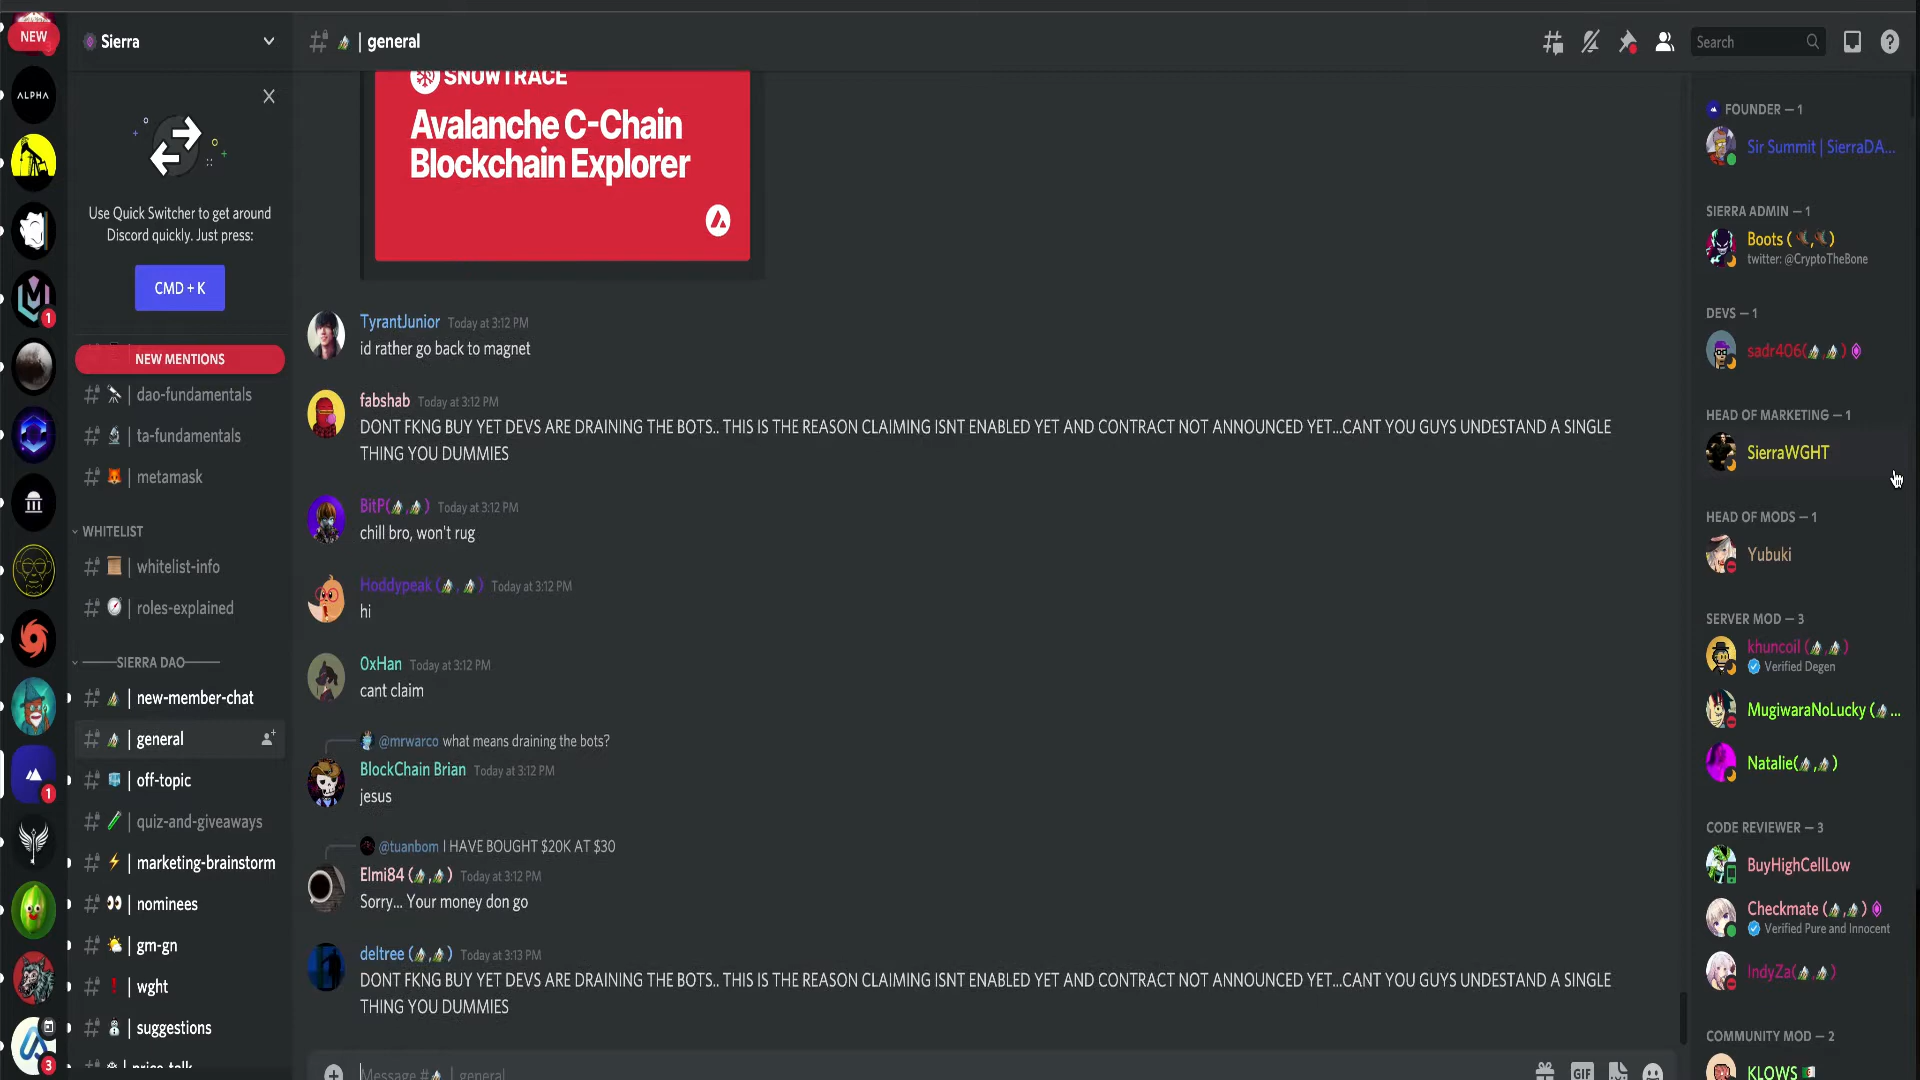 NEW
Sierra
| general
Search
ALPHA
Use Quick Switcher to get around
Discord quickly. Just press:
CMD + K
NEW MENTIONS
| dao-fundamentals
| ta-fundamentals
| metamask
WHITELIST
| whitelist-info
| roles-explained
SIERRA DAO
| new-member-chat
| general
| off-topic
| quiz-and-giveaways
| marketing-brainstorm
| nominees
| gm-gn
| wght
| suggestions
| price-talk
1
1
3
SNOWTRACE
Avalanche C-Chain
Blockchain Explorer
TyrantJunior Today at 3:12 PM
id rather go back to magnet
fabshab Today at 3:12 PM
DONT FKNG BUY YET DEVS ARE DRAINING THE BOTS.. THIS IS THE REASON CLAIMING ISNT ENABLED YET AND CONTRACT NOT ANNOUNCED YET...CANT YOU GUYS UNDESTAND A SINGLE
THING YOU DUMMIES
BitP( , ) Today at 3:12 PM
chill bro, won't rug
Hoddypeak ( , ) Today at 3:12 PM
hi
OxHan Today at 3:12 PM
cant claim
@mrwarco what means draining the bots?
BlockChain Brian Today at 3:12 PM
jesus
@tuanbom I HAVE BOUGHT $20K AT $30
Elmi84 ( , ) Today at 3:12 PM
Sorry... Your money don go
deltree ( , ) Today at 3:13 PM
DONT FKNG BUY YET DEVS ARE DRAINING THE BOTS.. THIS IS THE REASON CLAIMING ISNT ENABLED YET AND CONTRACT NOT ANNOUNCED YET...CANT YOU GUYS UNDESTAND A SINGLE
THING YOU DUMMIES
Message # | general
GIF
FOUNDER — 1
Sir Summit | SierraDA...
SIERRA ADMIN — 1
Boots ( , )
twitter: @CryptoTheBone
DEVS — 1
sadr406( , )
HEAD OF MARKETING — 1
SierraWGHT
HEAD OF MODS — 1
Yubuki
SERVER MOD — 3
khuncoil ( , )
Verified Degen
MugiwaraNoLucky ( ...
Natalie( , )
CODE REVIEWER — 3
BuyHighCellLow
Checkmate ( , )
Verified Pure and Innocent
IndyZa( , )
COMMUNITY MOD — 2
KLOWS